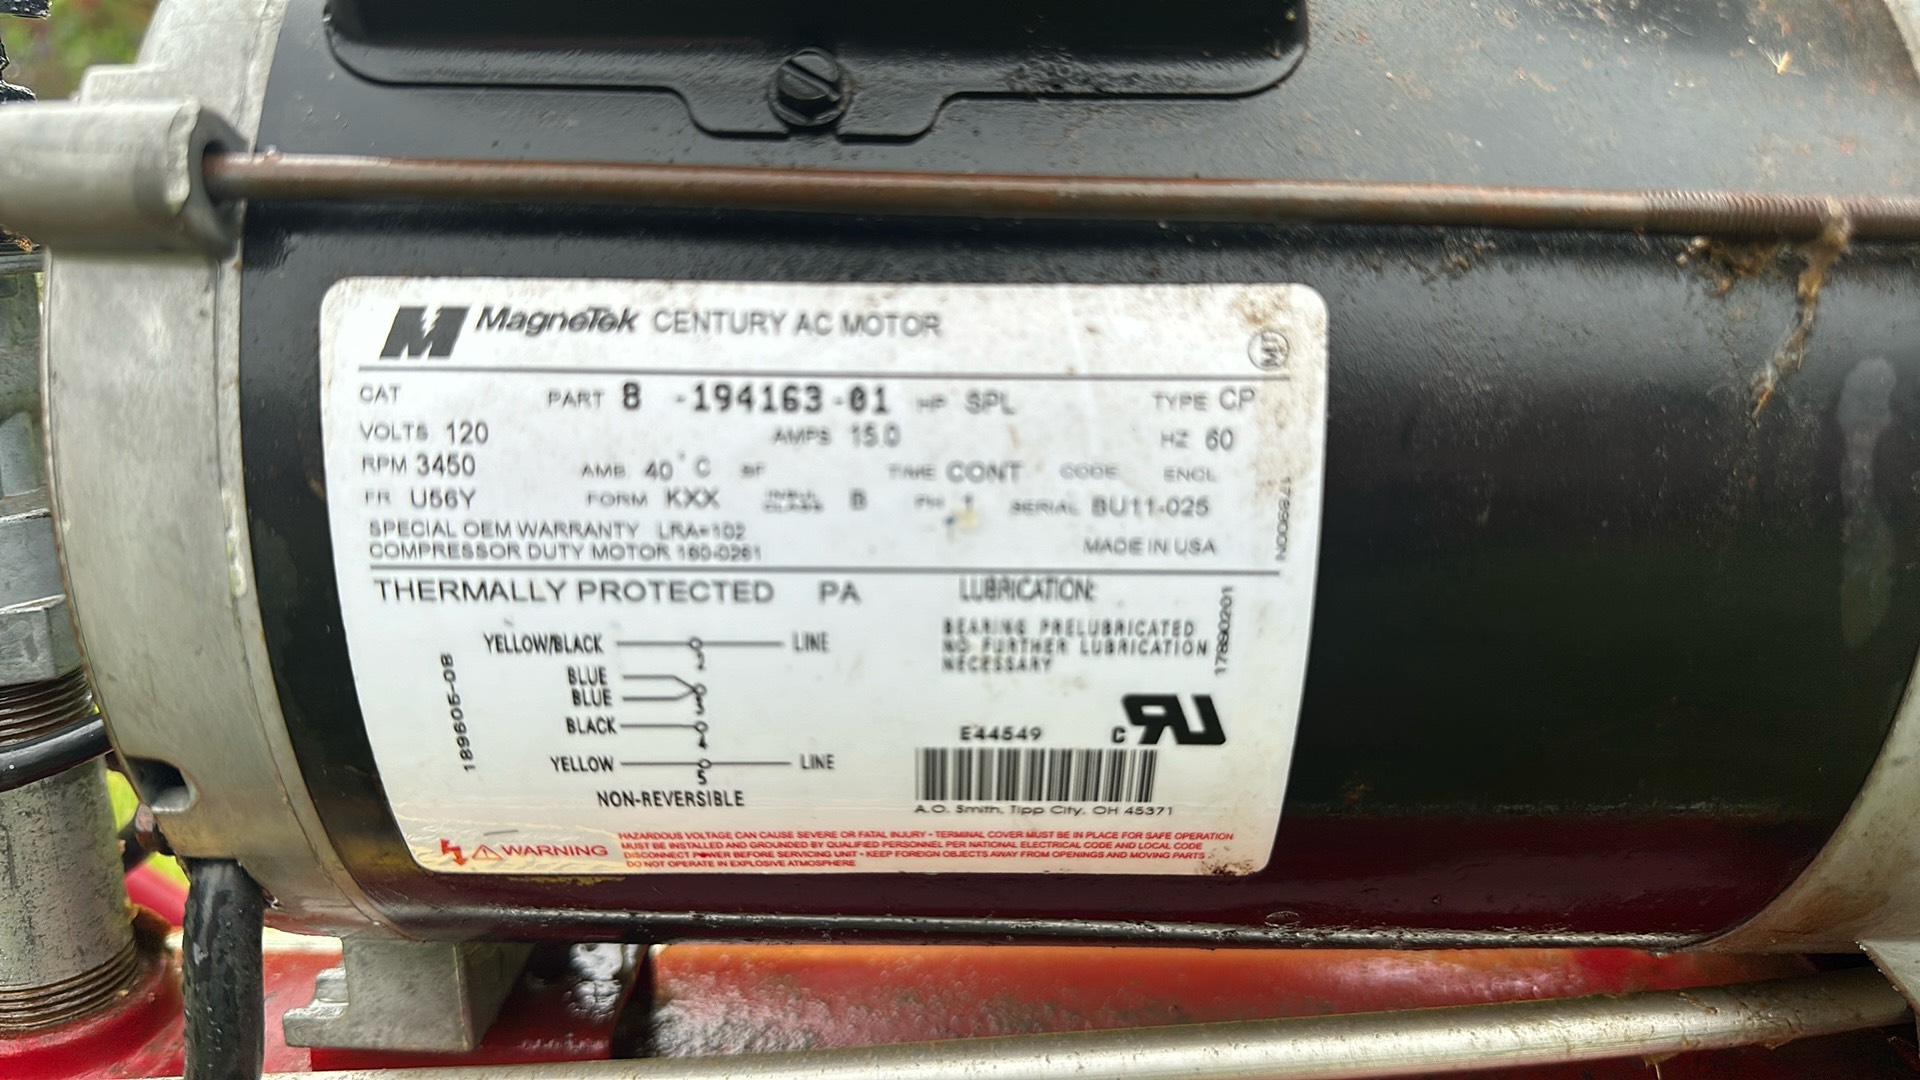 MagneTek CENTURY AC MOTOR
CAT PART 8 -194163-01 HP SPL TYPE CP
VOLTS 120 AMPS 15.0 HZ 60
RPM 3450 AMB 40°C SF TIME CONT CODE ENCL
FR U56Y FORM KXX INSUL CLASS B PH 1 SERIAL BU11-025
SPECIAL OEM WARRANTY LRA=102
COMPRESSOR DUTY MOTOR 160-0261 MADE IN USA
THERMALLY PROTECTED PA LUBRICATION:
BEARING PRELUBRICATED
NO FURTHER LUBRICATION
NECESSARY
YELLOW/BLACK 2 LINE
BLUE
BLUE 3
BLACK 4
YELLOW 5 LINE
NON-REVERSIBLE
189605-08
17890201
E44549
A.O. Smith, Tipp City, OH 45371
WARNING
HAZARDOUS VOLTAGE CAN CAUSE SEVERE OR FATAL INJURY • TERMINAL COVER MUST BE IN PLACE FOR SAFE OPERATION
MUST BE INSTALLED AND GROUNDED BY QUALIFIED PERSONNEL PER NATIONAL ELECTRICAL CODE AND LOCAL CODE
DISCONNECT POWER BEFORE SERVICING UNIT • KEEP FOREIGN OBJECTS AWAY FROM OPENINGS AND MOVING PARTS
DO NOT OPERATE IN EXPLOSIVE ATMOSPHERE